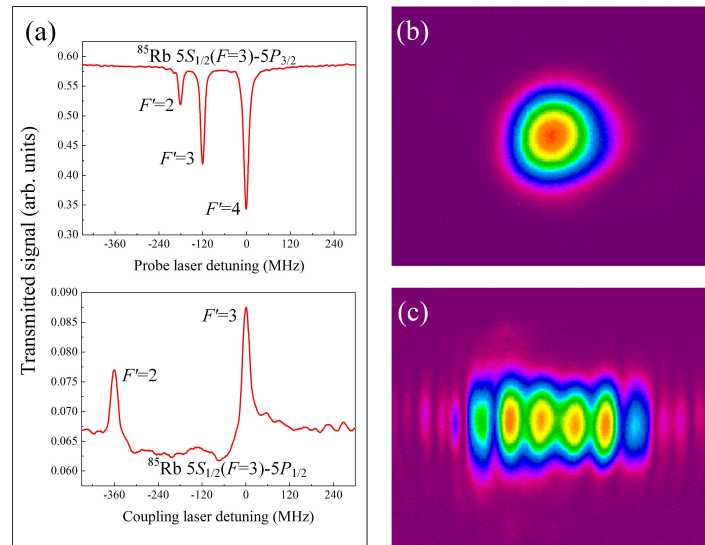 (a)
⁸⁵Rb 5S₁/₂(F=3)-5P₃/₂
F'=2
F'=3
F'=4
0.60
0.55
0.50
0.45
0.40
0.35
0.30
-360 -240 -120 0 120 240
Probe laser detuning (MHz)
Transmitted signal (arb. units)
0.090
0.085
0.080
0.075
0.070
0.065
0.060
F'=3
F'=2
⁸⁵Rb 5S₁/₂(F=3)-5P₁/₂
-360 -240 -120 0 120 240
Coupling laser detuning (MHz)
(b)
(c)